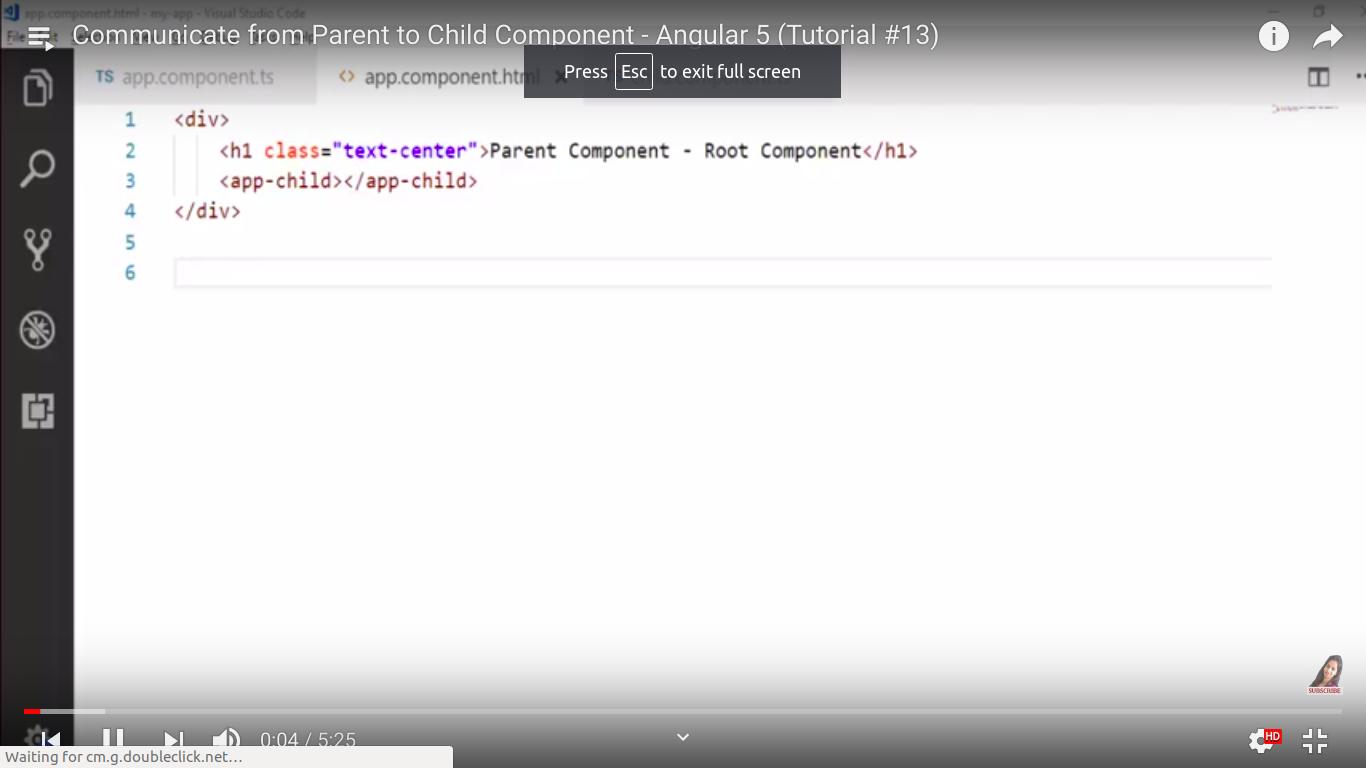 app.component.html - my-app - Visual Studio Code
Communicate from Parent to Child Component - Angular 5 (Tutorial #13)
Press Esc to exit full screen
TS app.component.ts
<> app.component.html
1 <div>
2 <h1 class="text-center">Parent Component - Root Component</h1>
3 <app-child></app-child>
4 </div>
5
6
SUBSCRIBE
0:04 / 5:25
HD
Waiting for cm.g.doubleclick.net...